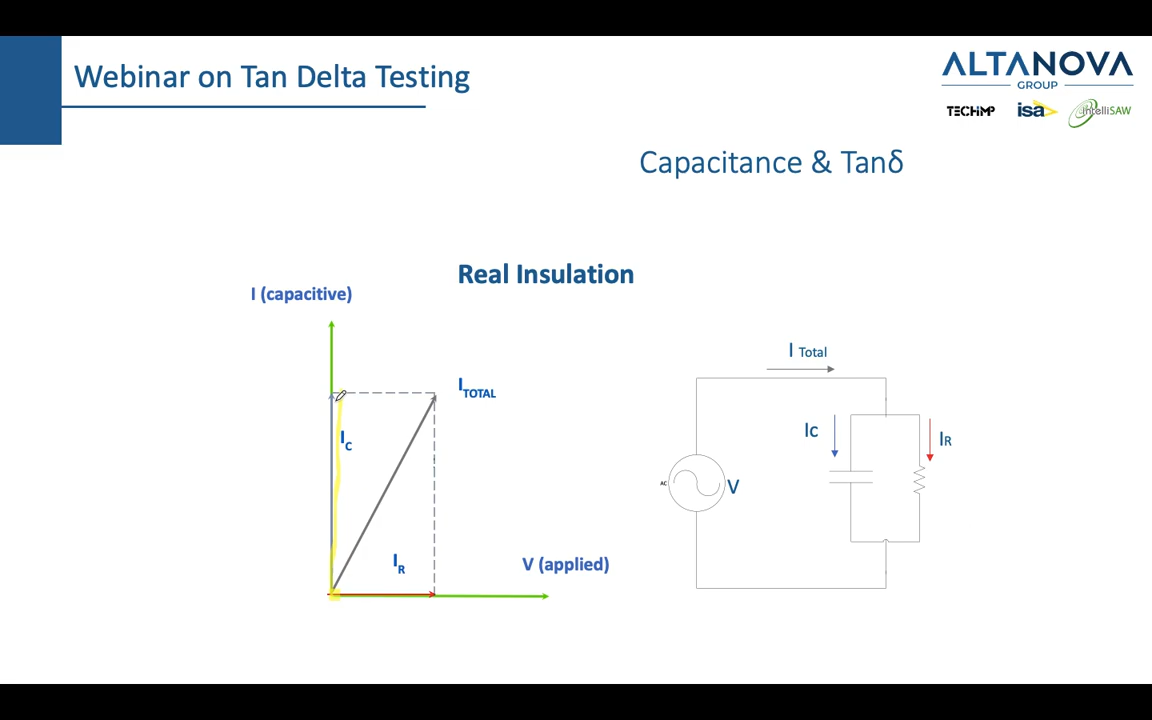 Webinar on Tan Delta Testing
ALTANOVA
GROUP
TECHIMP isa intelliSAW
Capacitance & Tanδ
Real Insulation
I (capacitive)
I Total
ITOTAL
Ic
IR
IC
AC
V
IR
V (applied)